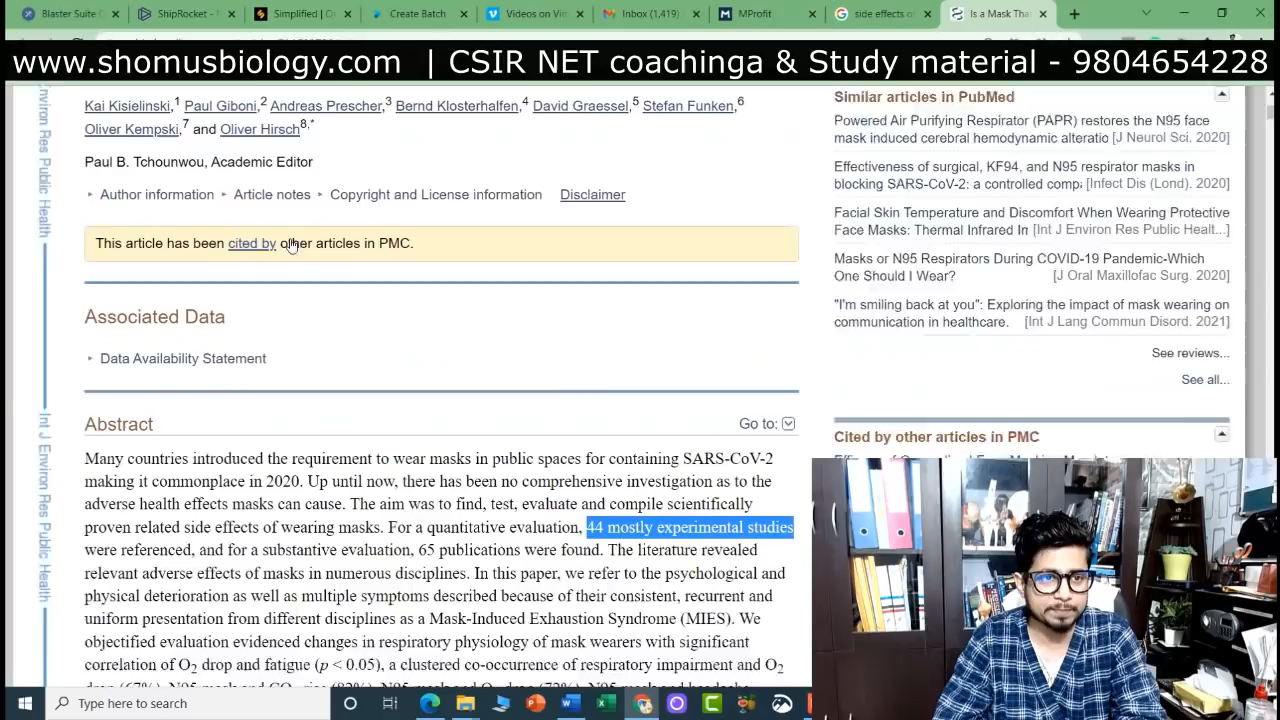 Blaster Suite
ShipRocket -
Simplified
Create Batch
Videos on Vim
Inbox (1,419)
MProfit
side effects of
Is a Mask Tha
www.shomusbiology.com | CSIR NET coachinga & Study material - 9804654228
Kai Kisielinski,1 Paul Giboni,2 Andreas Prescher,3 Bernd Klosterhalfen,4 David Graessel,5 Stefan Funken,6
Oliver Kempski,7 and Oliver Hirsch8,*
Paul B. Tchounwou, Academic Editor
Author information Article notes Copyright and License information Disclaimer
This article has been cited by other articles in PMC.
Associated Data
Data Availability Statement
Abstract
Go to:
Many countries introduced the requirement to wear masks in public spaces for containing SARS-CoV-2
making it commonplace in 2020. Up until now, there has been no comprehensive investigation as to the
adverse health effects masks can cause. The aim was to find, test, evaluate and compile scientifically
proven related side effects of wearing masks. For a quantitative evaluation, 44 mostly experimental studies
were referenced, and for a substantive evaluation, 65 publications were found. The literature revealed
relevant adverse effects of masks in numerous disciplines. In this paper, we refer to the psychological and
physical deterioration as well as multiple symptoms described because of their consistent, recurrent and
uniform presentation from different disciplines as a Mask-Induced Exhaustion Syndrome (MIES). We
objectified evaluation evidenced changes in respiratory physiology of mask wearers with significant
correlation of O2 drop and fatigue (p < 0.05), a clustered co-occurrence of respiratory impairment and O2
Similar articles in PubMed
Powered Air Purifying Respirator (PAPR) restores the N95 face
mask induced cerebral hemodynamic alteratio [J Neurol Sci. 2020]
Effectiveness of surgical, KF94, and N95 respirator masks in
blocking SARS-CoV-2: a controlled comp [Infect Dis (Lond). 2020]
Facial Skin Temperature and Discomfort When Wearing Protective
Face Masks: Thermal Infrared Ir [Int J Environ Res Public Healt...]
Masks or N95 Respirators During COVID-19 Pandemic-Which
One Should I Wear? [J Oral Maxillofac Surg. 2020]
"I'm smiling back at you": Exploring the impact of mask wearing on
communication in healthcare. [Int J Lang Commun Disord. 2021]
See reviews...
See all...
Cited by other articles in PMC
Environ Res Public Health
Int J Environ Res Public Health
Type here to search